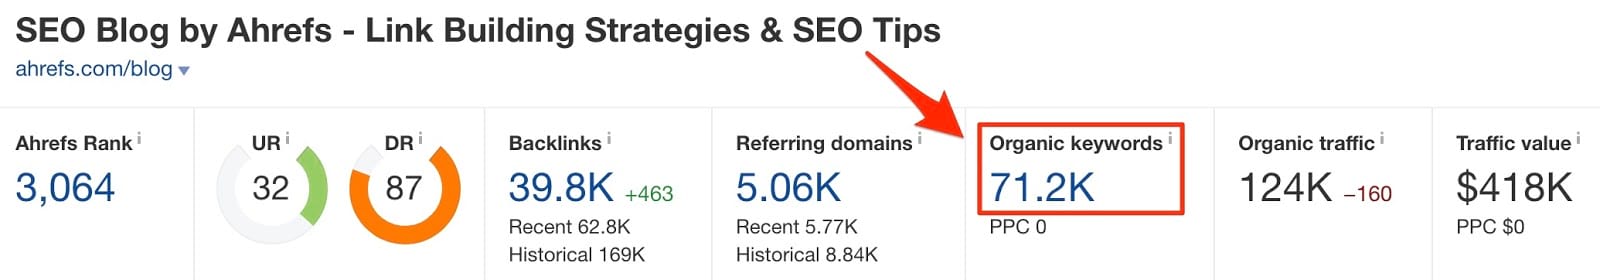 SEO Blog by Ahrefs - Link Building Strategies & SEO Tips
ahrefs.com/blog ▼
Ahrefs Rank i
3,064
UR i
32
DR i
87
Backlinks i
39.8K +463
Recent 62.8K
Historical 169K
Referring domains i
5.06K
Recent 5.77K
Historical 8.84K
Organic keywords i
71.2K
PPC 0
Organic traffic i
124K −160
Traffic value i
$418K
PPC $0